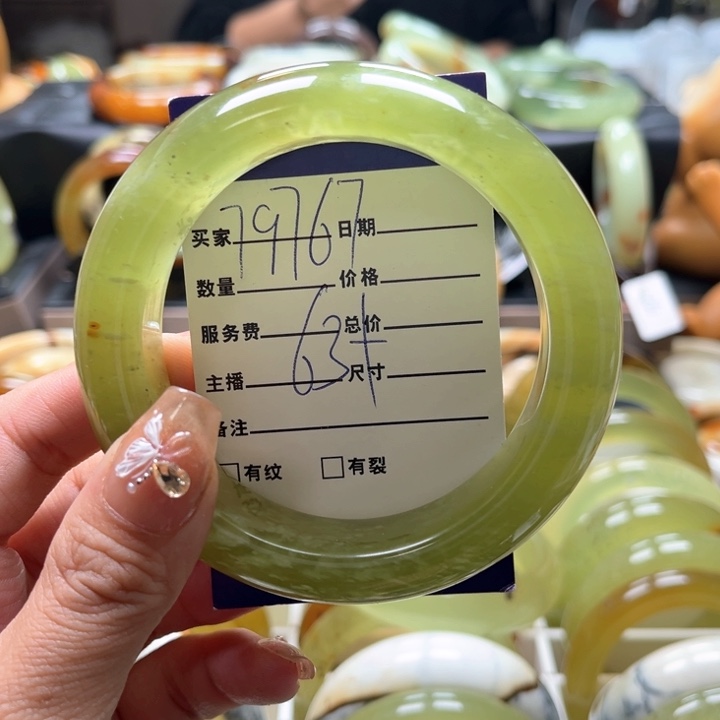 买家 79767 日期
数量 价格
服务费 总价
63+
主播 尺寸
备注
□有纹 □有裂